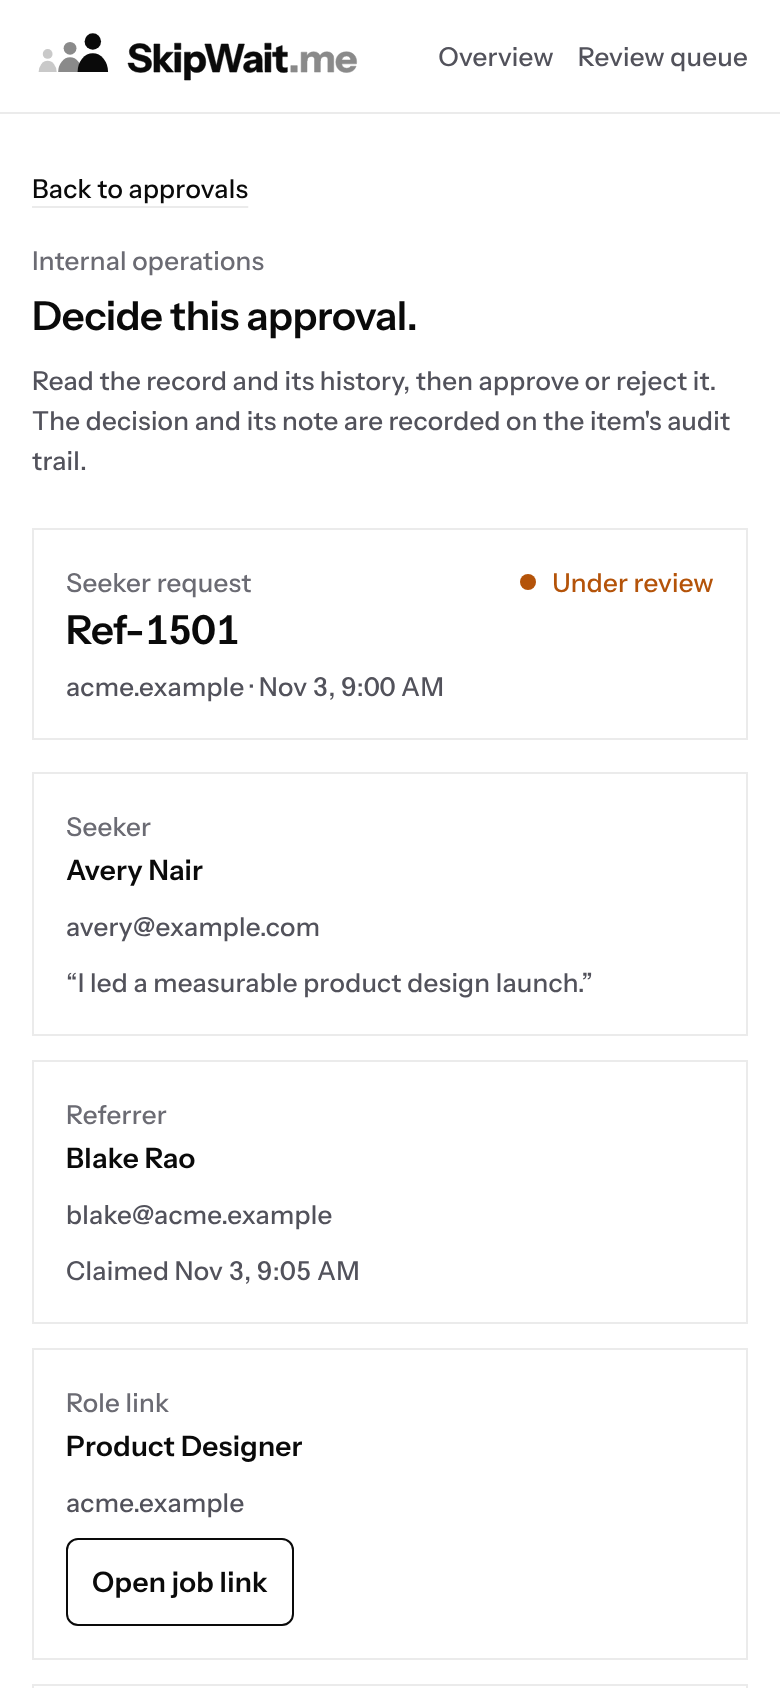 SkipWait.me
Overview
Review queue
Back to approvals
Internal operations
Decide this approval.
Read the record and its history, then approve or reject it.
The decision and its note are recorded on the item's audit
trail.
Seeker request
Under review
Ref-1501
acme.example · Nov 3, 9:00 AM
Seeker
Avery Nair
avery@example.com
“I led a measurable product design launch.”
Referrer
Blake Rao
blake@acme.example
Claimed Nov 3, 9:05 AM
Role link
Product Designer
acme.example
Open job link